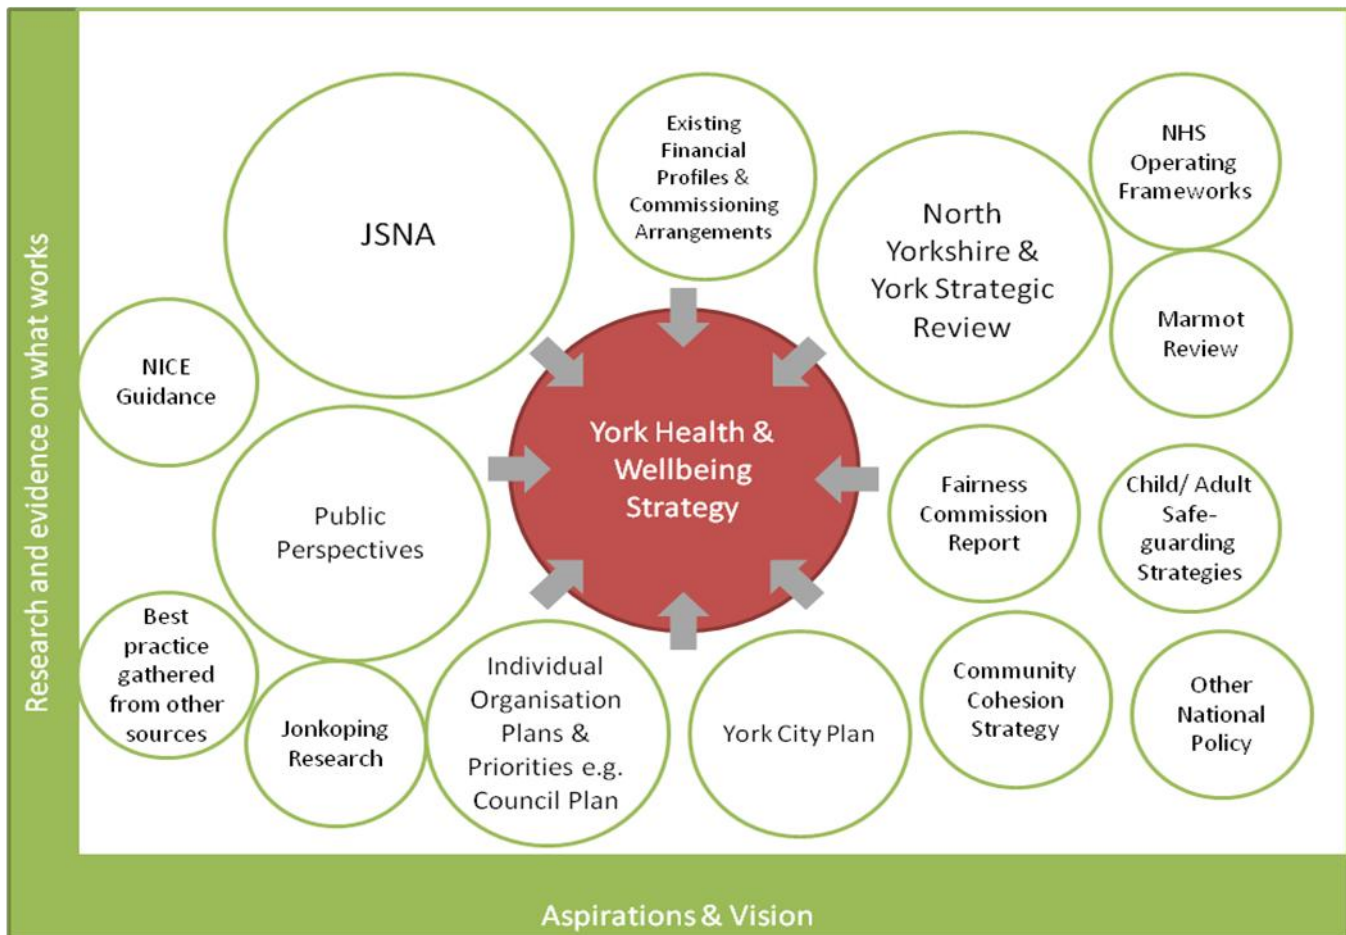 Research and evidence on what works
JSNA
Existing
Financial
Profiles &
Commissioning
Arrangements
North
Yorkshire &
York Strategic
Review
NHS
Operating
Frameworks
Marmot
Review
NICE
Guidance
York Health &
Wellbeing
Strategy
Public
Perspectives
Fairness
Commission
Report
Child/ Adult
Safe-
guarding
Strategies
Best
practice
gathered
from other
sources
Jonkoping
Research
Individual
Organisation
Plans &
Priorities e.g.
Council Plan
York City Plan
Community
Cohesion
Strategy
Other
National
Policy
Aspirations & Vision